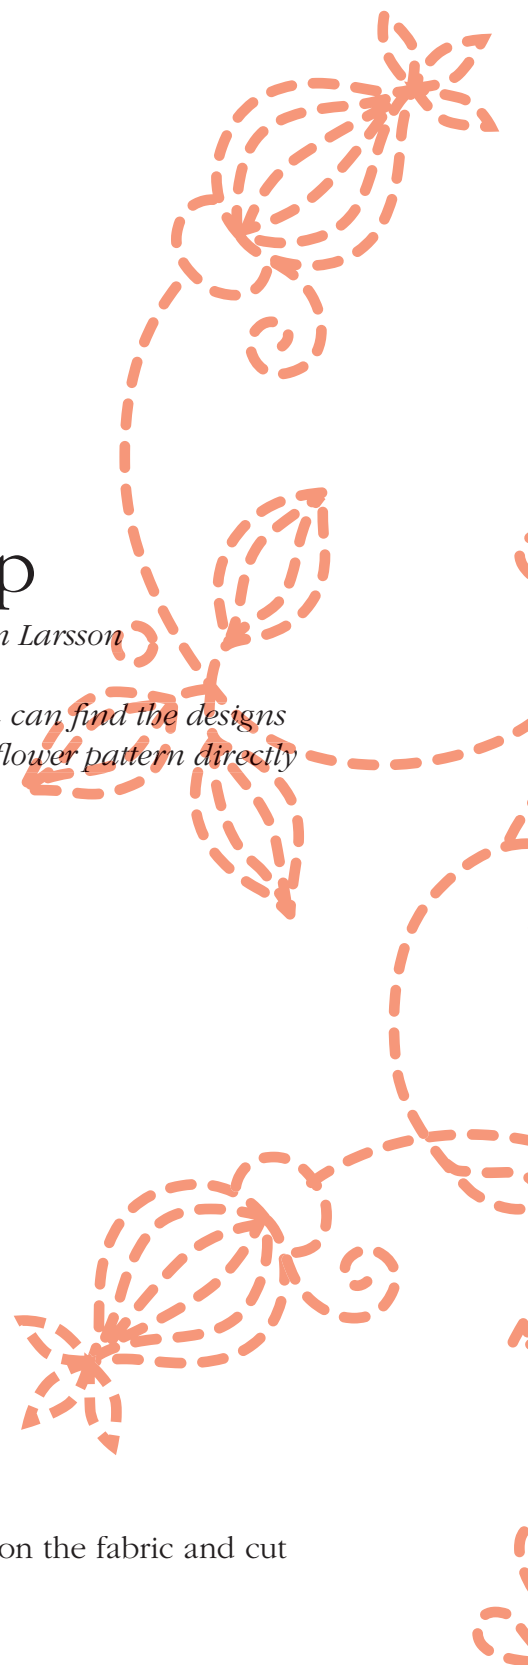 p
n Larsson
can find the designs
flower pattern directly
on the fabric and cut